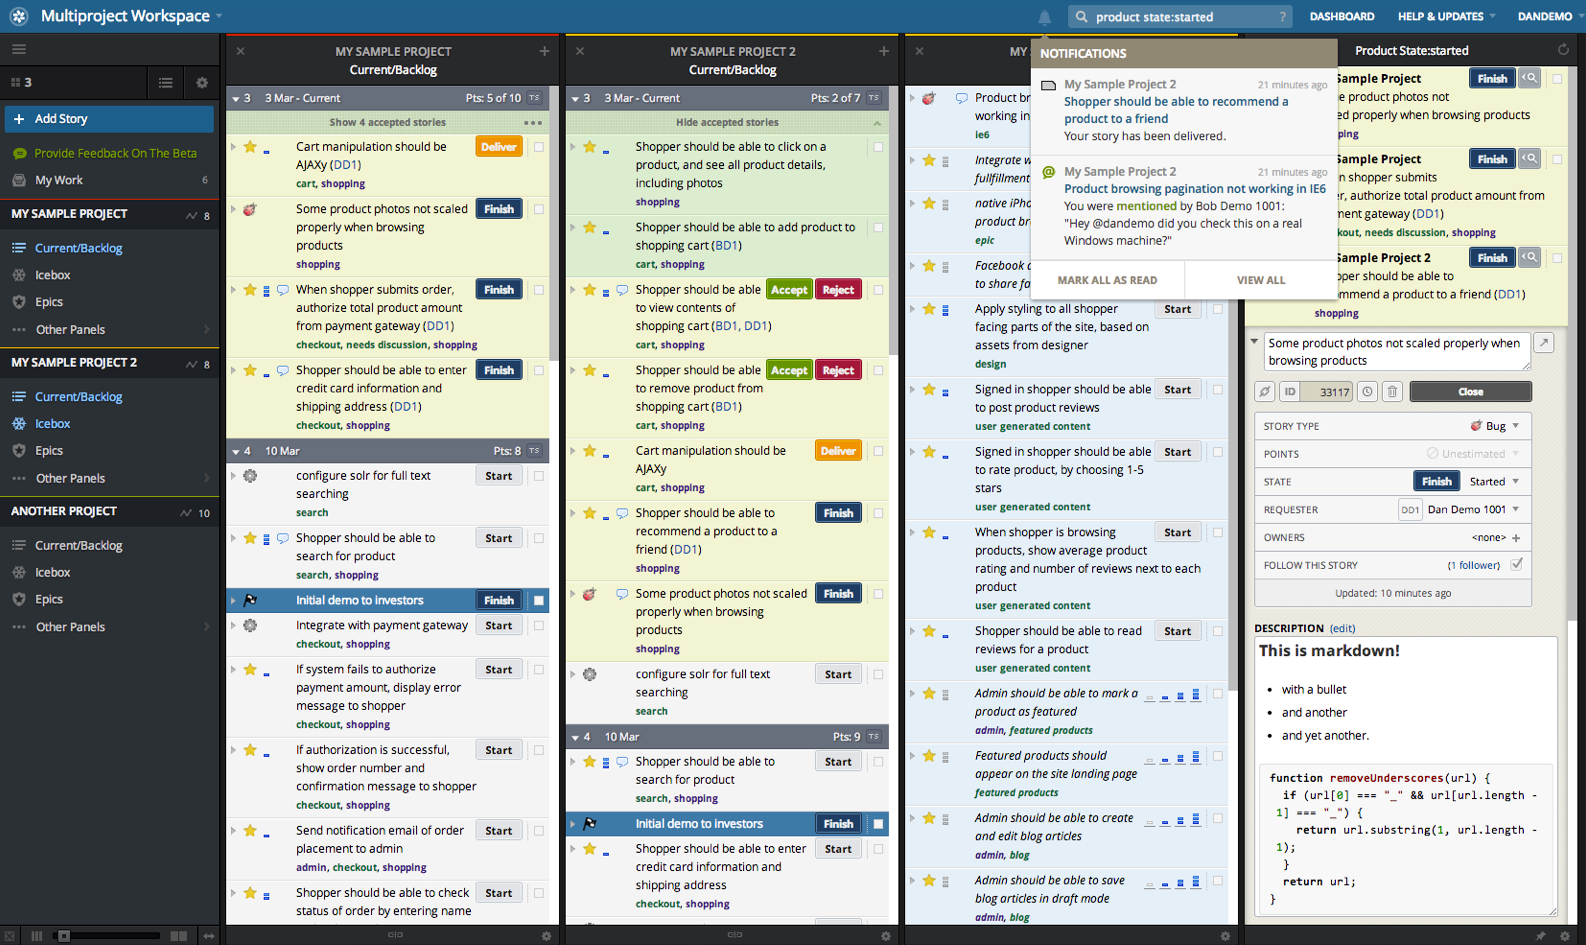 Multiproject Workspace
product state:started
?
DASHBOARD
HELP & UPDATES
DANDEMO
3
Add Story
Provide Feedback On The Beta
My Work
6
MY SAMPLE PROJECT
8
Current/Backlog
Icebox
Epics
Other Panels
MY SAMPLE PROJECT 2
8
Current/Backlog
Icebox
Epics
Other Panels
ANOTHER PROJECT
10
Current/Backlog
Icebox
Epics
Other Panels
MY SAMPLE PROJECT
Current/Backlog
3 3 Mar - Current Pts: 5 of 10 TS
Show 4 accepted stories
Cart manipulation should be
AJAXy (DD1)
cart, shopping
Deliver
Some product photos not scaled
properly when browsing
products
shopping
Finish
When shopper submits order,
authorize total product amount
from payment gateway (DD1)
checkout, needs discussion, shopping
Finish
Shopper should be able to enter
credit card information and
shipping address (DD1)
checkout, shopping
Finish
4 10 Mar Pts: 8 TS
configure solr for full text
searching
search
Start
Shopper should be able to
search for product
search, shopping
Start
Initial demo to investors
Finish
Integrate with payment gateway
checkout, shopping
Start
If system fails to authorize
payment amount, display error
message to shopper
checkout, shopping
Start
If authorization is successful,
show order number and
confirmation message to shopper
checkout, shopping
Start
Send notification email of order
placement to admin
admin, checkout, shopping
Start
Shopper should be able to check
status of order by entering name
Start
MY SAMPLE PROJECT 2
Current/Backlog
3 3 Mar - Current Pts: 2 of 7 TS
Hide accepted stories
Shopper should be able to click on a
product, and see all product details,
including photos
shopping
Shopper should be able to add product to
shopping cart (BD1)
cart, shopping
Shopper should be able
to view contents of
shopping cart (BD1, DD1)
cart, shopping
Accept
Reject
Shopper should be able
to remove product from
shopping cart (BD1)
cart, shopping
Accept
Reject
Cart manipulation should be
AJAXy
cart, shopping
Deliver
Shopper should be able to
recommend a product to a
friend (DD1)
shopping
Finish
Some product photos not scaled
properly when browsing
products
shopping
Finish
configure solr for full text
searching
search
Start
4 10 Mar Pts: 9 TS
Shopper should be able to
search for product
search, shopping
Start
Initial demo to investors
Finish
Shopper should be able to enter
credit card information and
shipping address
checkout, shopping
Start
MY
Product br
working in
ie6
Integrate w
fullfillment
native iPho
product br
epic
Facebook a
to share fa
Apply styling to all shopper
facing parts of the site, based on
assets from designer
design
Start
Signed in shopper should be able
to post product reviews
user generated content
Start
Signed in shopper should be able
to rate product, by choosing 1-5
stars
user generated content
Start
When shopper is browsing
products, show average product
rating and number of reviews next to each
product
user generated content
Start
Shopper should be able to read
reviews for a product
user generated content
Start
Admin should be able to mark a
product as featured
admin, featured products
Featured products should
appear on the site landing page
featured products
Admin should be able to create
and edit blog articles
admin, blog
Admin should be able to save
blog articles in draft mode
admin, blog
NOTIFICATIONS
My Sample Project 2 21 minutes ago
Shopper should be able to recommend a
product to a friend
Your story has been delivered.
My Sample Project 2 21 minutes ago
Product browsing pagination not working in IE6
You were mentioned by Bob Demo 1001:
"Hey @dandemo did you check this on a real
Windows machine?"
MARK ALL AS READ
VIEW ALL
Product State:started
Sample Project
e product photos not
ed properly when browsing products
pping
Finish
Sample Project
n shopper submits
r, authorize total product amount from
ment gateway (DD1)
kout, needs discussion, shopping
Finish
Sample Project 2
pper should be able to
mmend a product to a friend (DD1)
shopping
Finish
Some product photos not scaled properly when
browsing products
ID 33117
Close
STORY TYPE Bug
POINTS Unestimated
STATE Finish Started
REQUESTER DD1 Dan Demo 1001
OWNERS <none>
FOLLOW THIS STORY (1 follower)
Updated: 10 minutes ago
DESCRIPTION (edit)
This is markdown!
• with a bullet
• and another
• and yet another.
function removeUnderscores(url) {
if (url[0] === "_" && url[url.length -
1] === "_") {
return url.substring(1, url.length -
1);
}
return url;
}